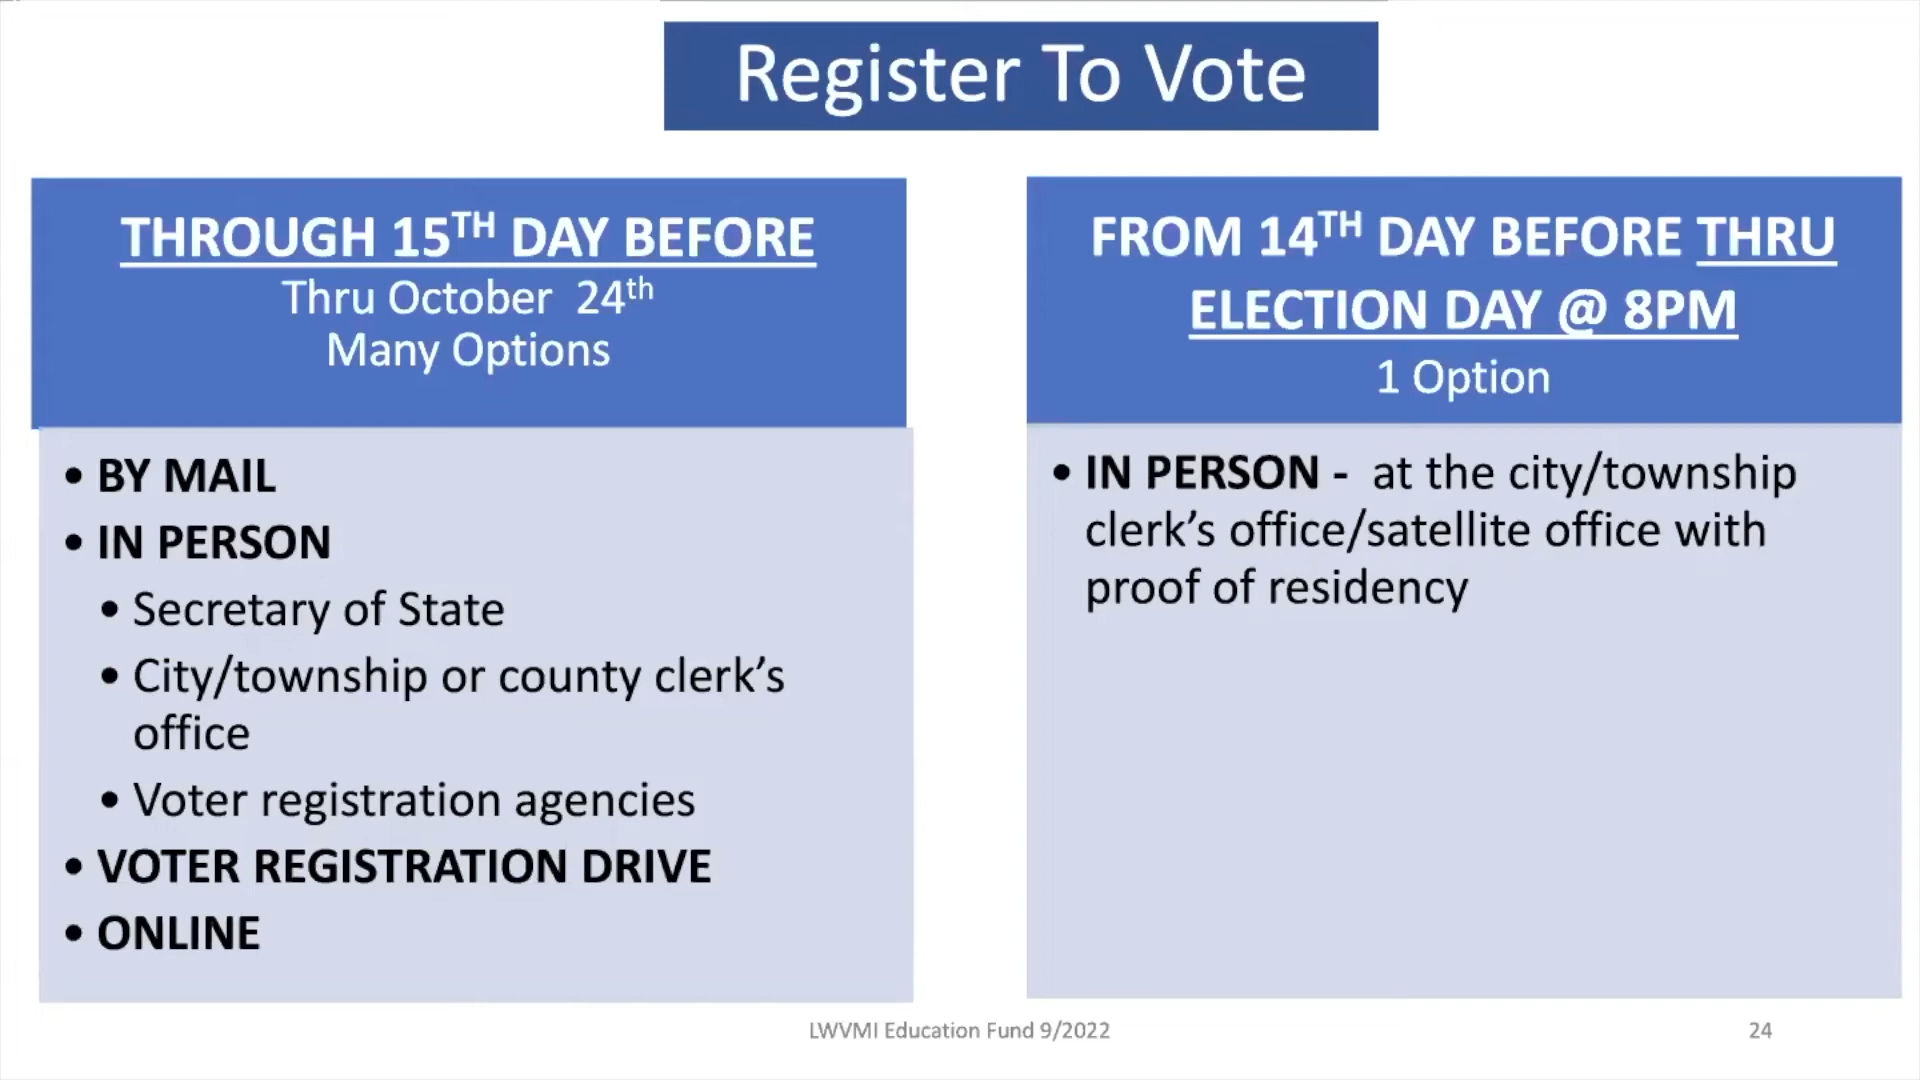 Register To Vote
THROUGH 15TH DAY BEFORE
Thru October 24th
Many Options
• BY MAIL
• IN PERSON
• Secretary of State
• City/township or county clerk’s
office
• Voter registration agencies
• VOTER REGISTRATION DRIVE
• ONLINE
FROM 14TH DAY BEFORE THRU
ELECTION DAY @ 8PM
1 Option
• IN PERSON - at the city/township
clerk’s office/satellite office with
proof of residency
LWVMI Education Fund 9/2022
24